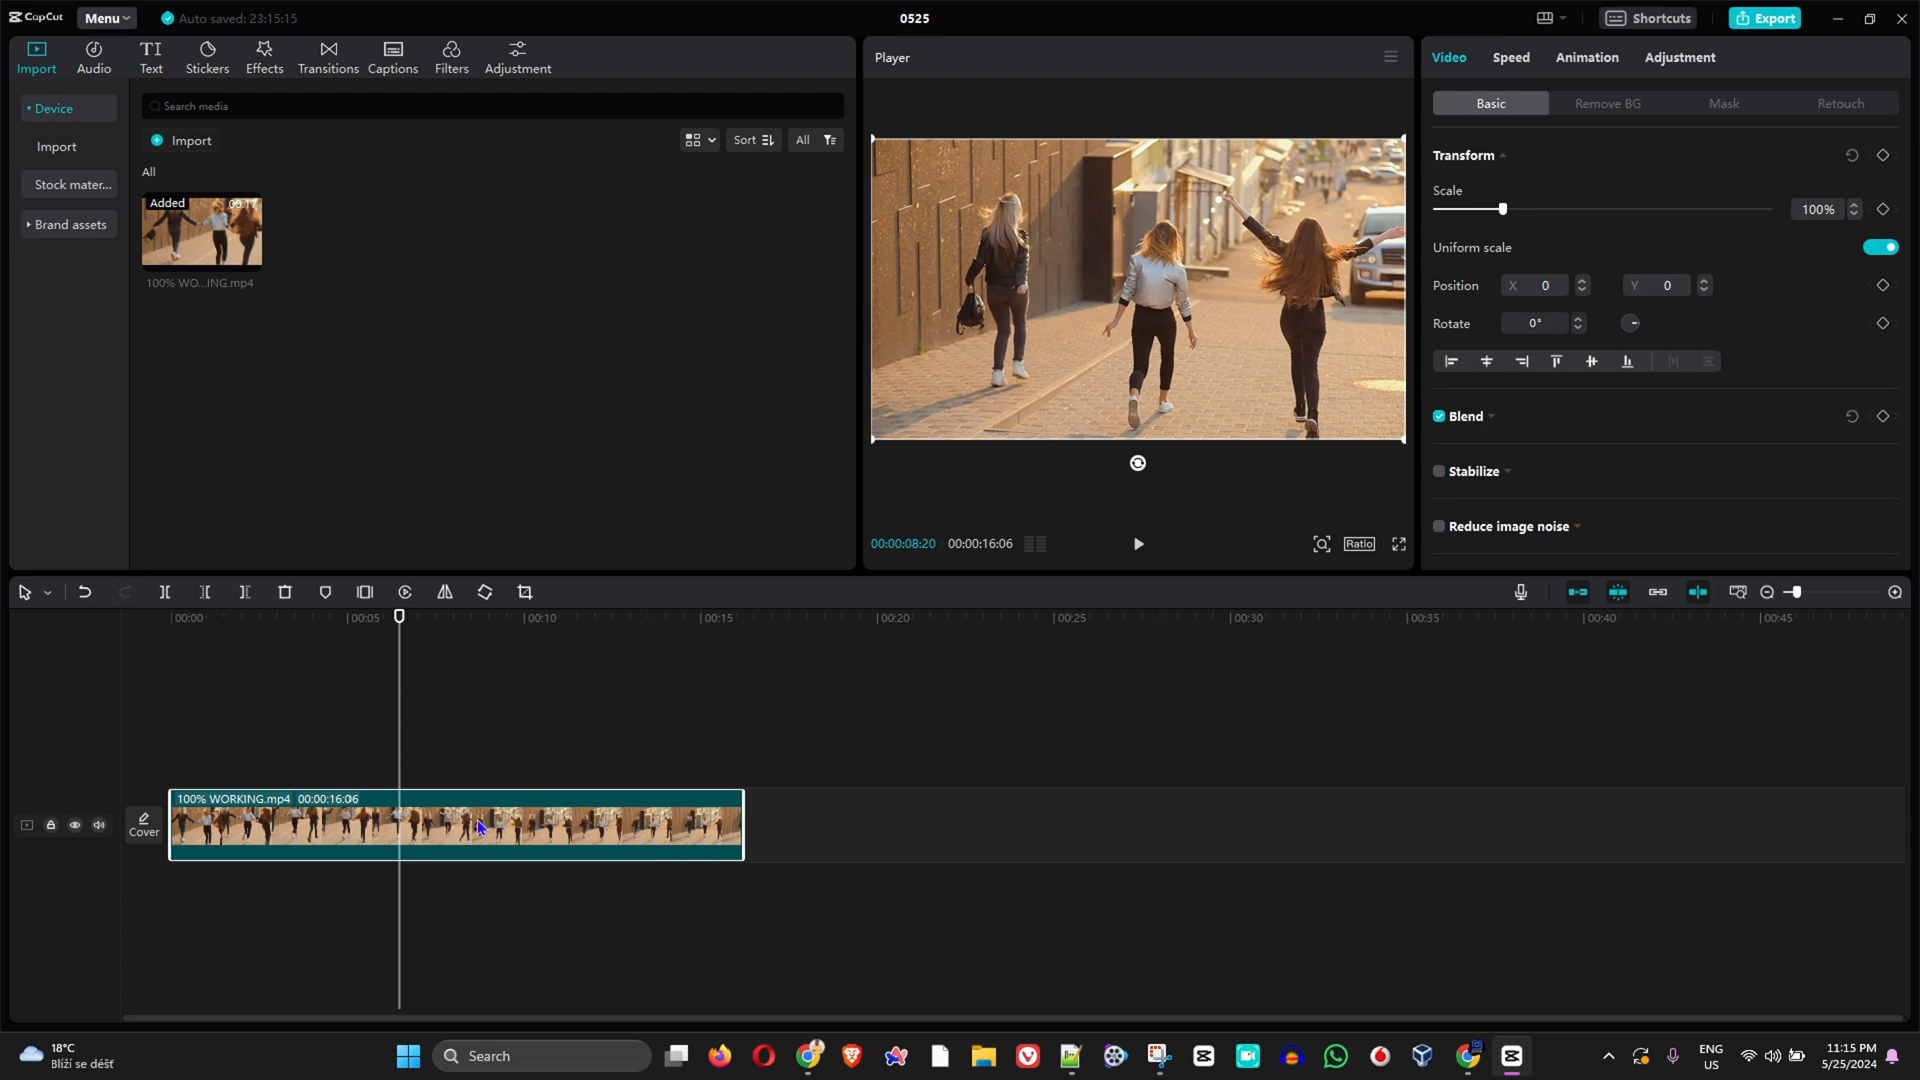 CapCut Menu Auto saved: 23:15:15 0525 Shortcuts Export
Import Audio Text Stickers Effects Transitions Captions Filters Adjustment
Device
Import
Stock mater...
Brand assets
Search media
Import Sort All
All
Added 00:17
100% WO...ING.mp4
Player
00:00:08:20 00:00:16:06 Ratio
Video Speed Animation Adjustment
Basic Remove BG Mask Retouch
Transform
Scale
100%
Uniform scale
Position X 0 Y 0
Rotate 0°
Blend
Stabilize
Reduce image noise
00:00 00:05 00:10 00:15 00:20 00:25 00:30 00:35 00:40 00:45
100% WORKING.mp4 00:00:16:06
Cover
18°C
Blíží se déšť
Search
ENG
US
11:15 PM
5/25/2024